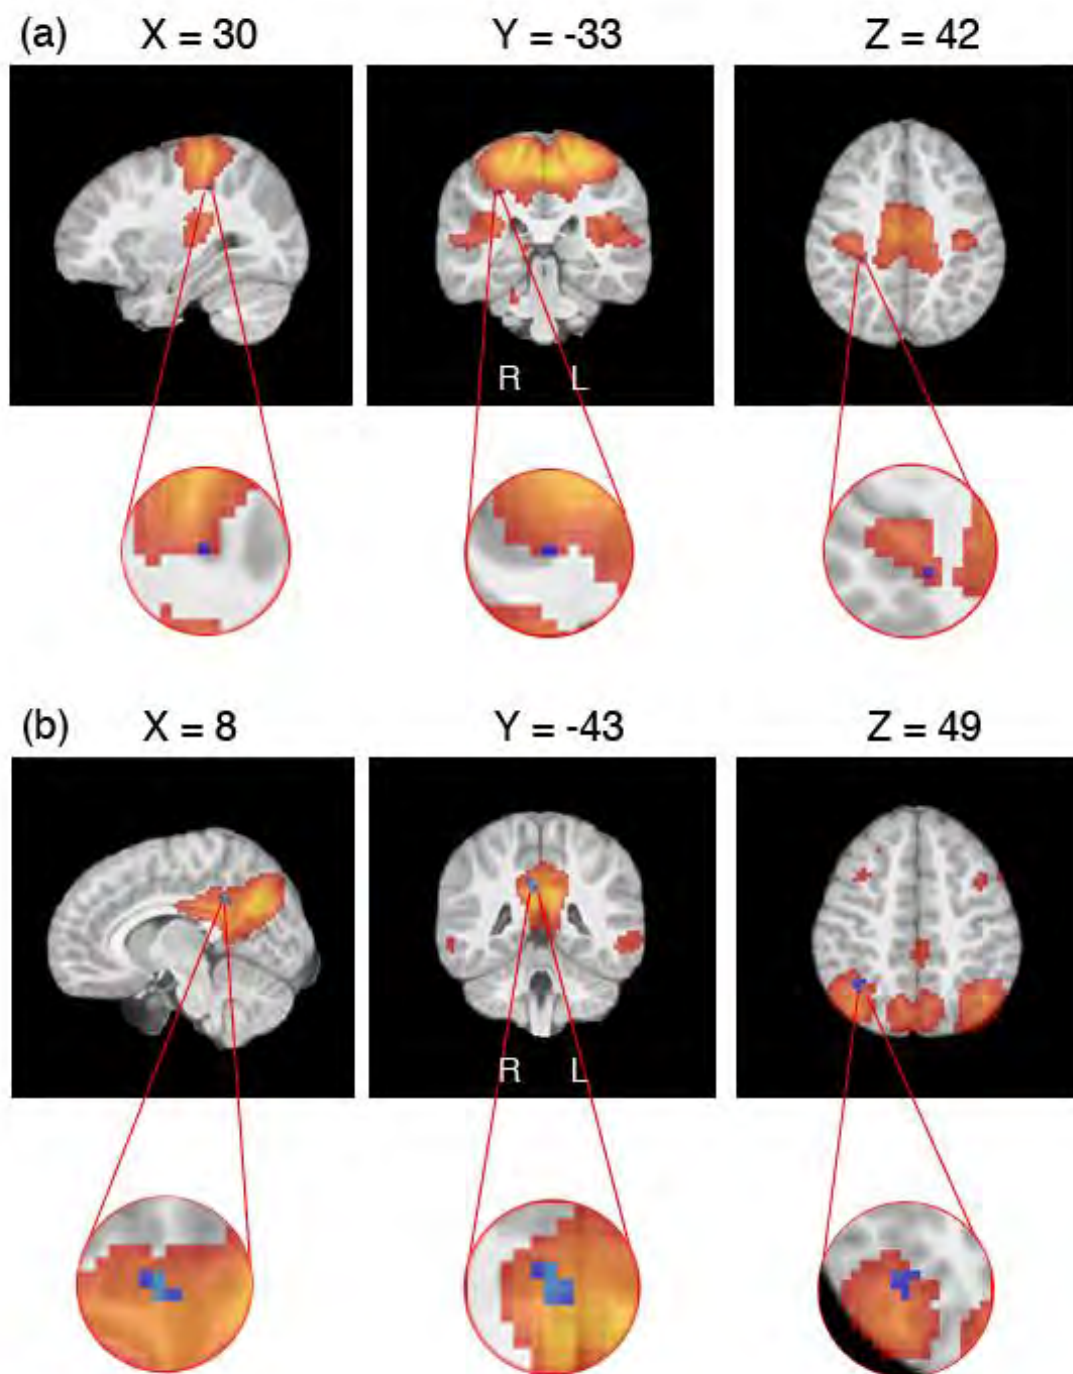 (a) X = 30 Y = -33 Z = 42
R L
(b) X = 8 Y = -43 Z = 49
R L